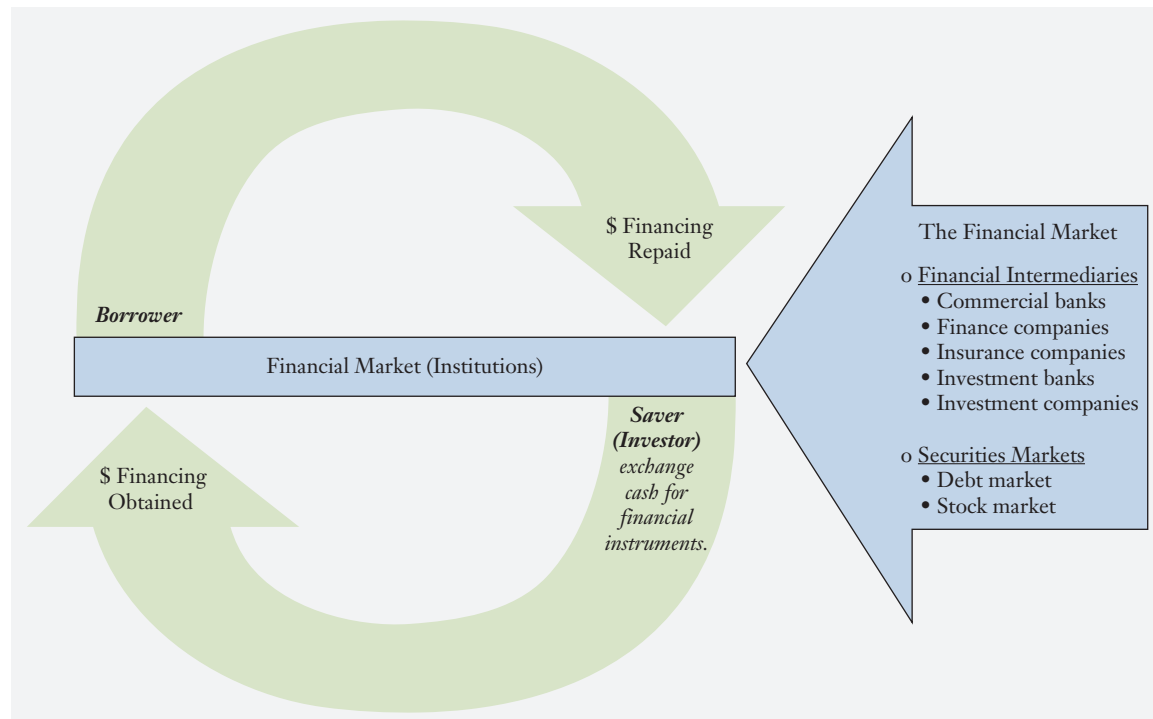 $ Financing
Repaid
Borrower
Financial Market (Institutions)
Saver
(Investor)
exchange
cash for
financial
instruments.
$ Financing
Obtained
The Financial Market
o Financial Intermediaries
• Commercial banks
• Finance companies
• Insurance companies
• Investment banks
• Investment companies
o Securities Markets
• Debt market
• Stock market